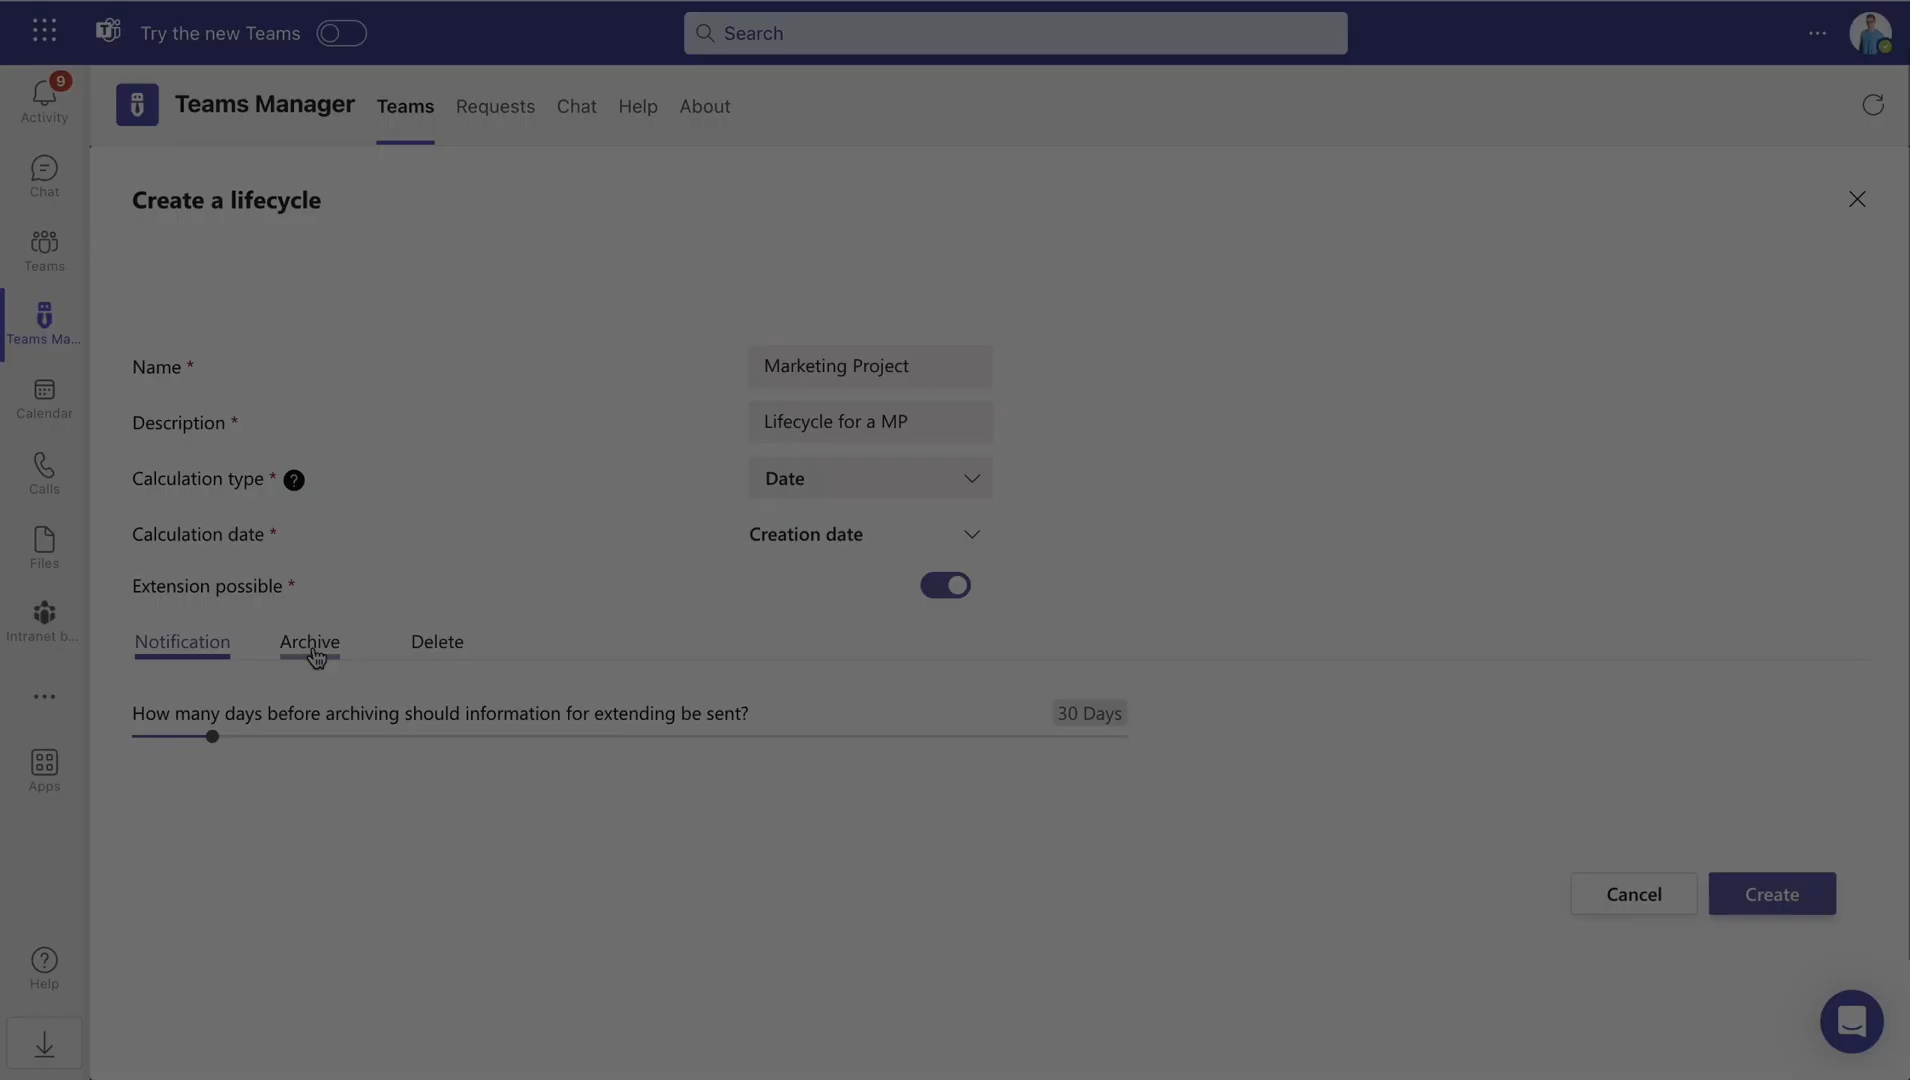 Try the new Teams
Search
9
Activity
Chat
Teams
Teams Ma...
Calendar
Calls
Files
Intranet b...
Apps
Help
Teams Manager Teams Requests Chat Help About
Create a lifecycle
Name * Marketing Project
Description * Lifecycle for a MP
Calculation type * ? Date
Calculation date * Creation date
Extension possible *
Notification Archive Delete
How many days before archiving should information for extending be sent? 30 Days
Cancel Create